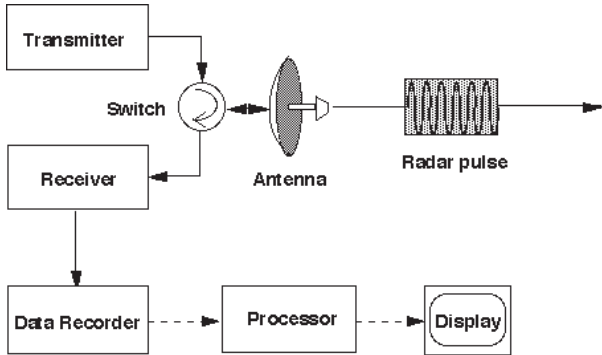 Transmitter
Switch
Receiver
Antenna
Radar pulse
Data Recorder
Processor
Display